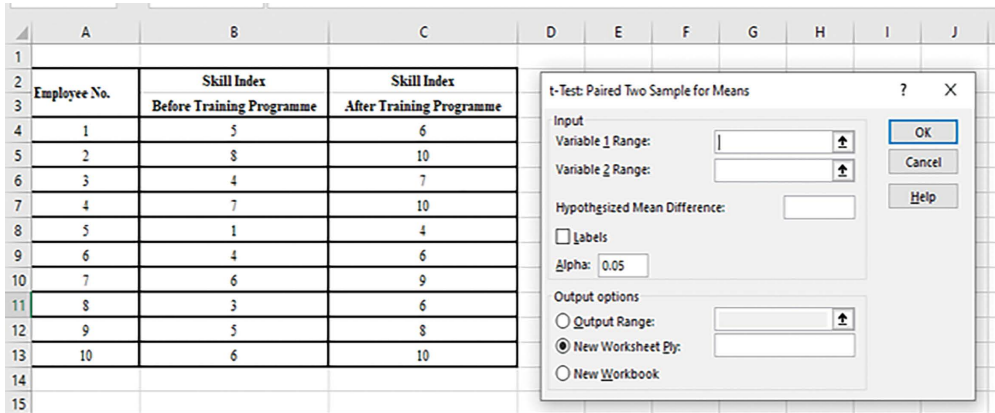 A B C D E F G H I J
1
2 Employee No. Skill Index Skill Index
3 Before Training Programme After Training Programme
4 1 5 6
5 2 8 10
6 3 4 7
7 4 7 10
8 5 1 4
9 6 4 6
10 7 6 9
11 8 3 6
12 9 5 8
13 10 6 10
14
15
t-Test: Paired Two Sample for Means ? X
Input
Variable 1 Range:
Variable 2 Range:
Hypothesized Mean Difference:
Labels
Alpha: 0.05
Output options
Output Range:
New Worksheet Ply:
New Workbook
OK
Cancel
Help